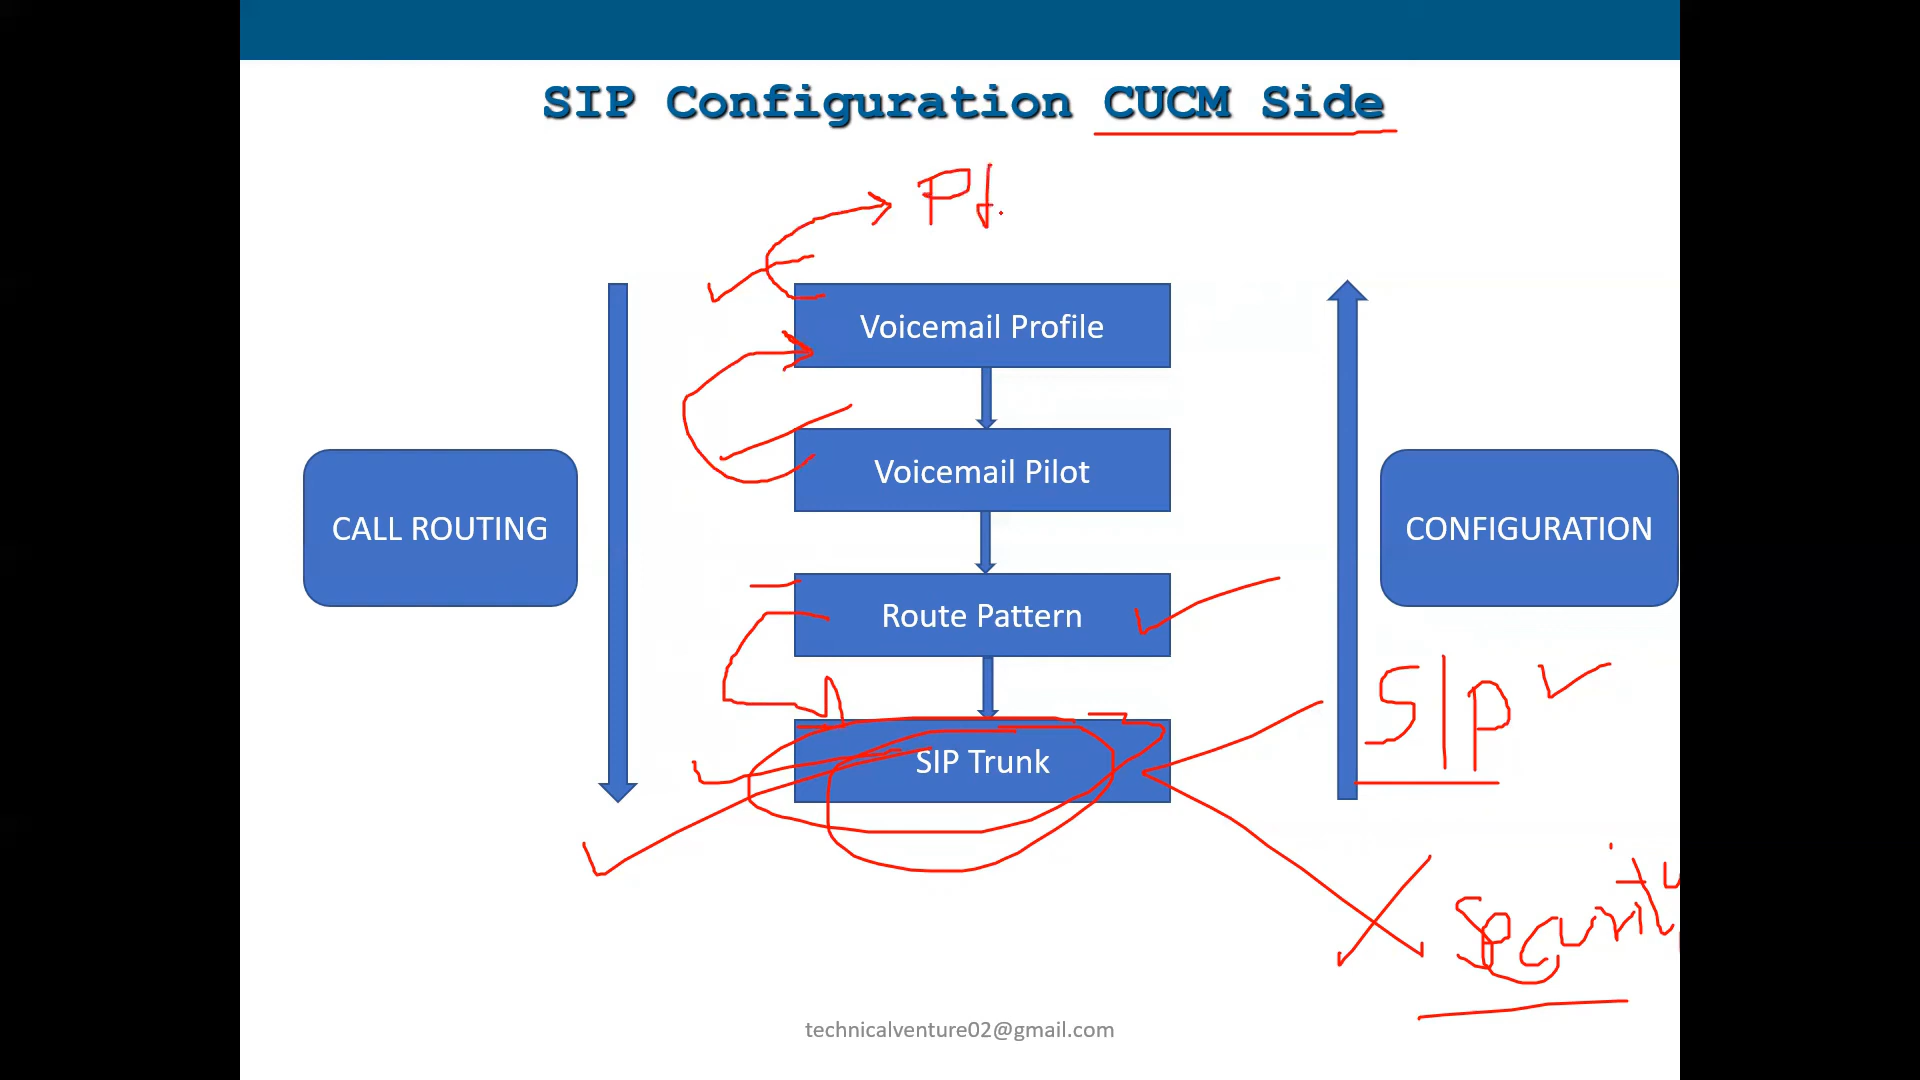 SIP Configuration CUCM Side
Voicemail Profile
Voicemail Pilot
CALL ROUTING
CONFIGURATION
Route Pattern
SIP
SIP Trunk
Security
technicalventure02@gmail.com